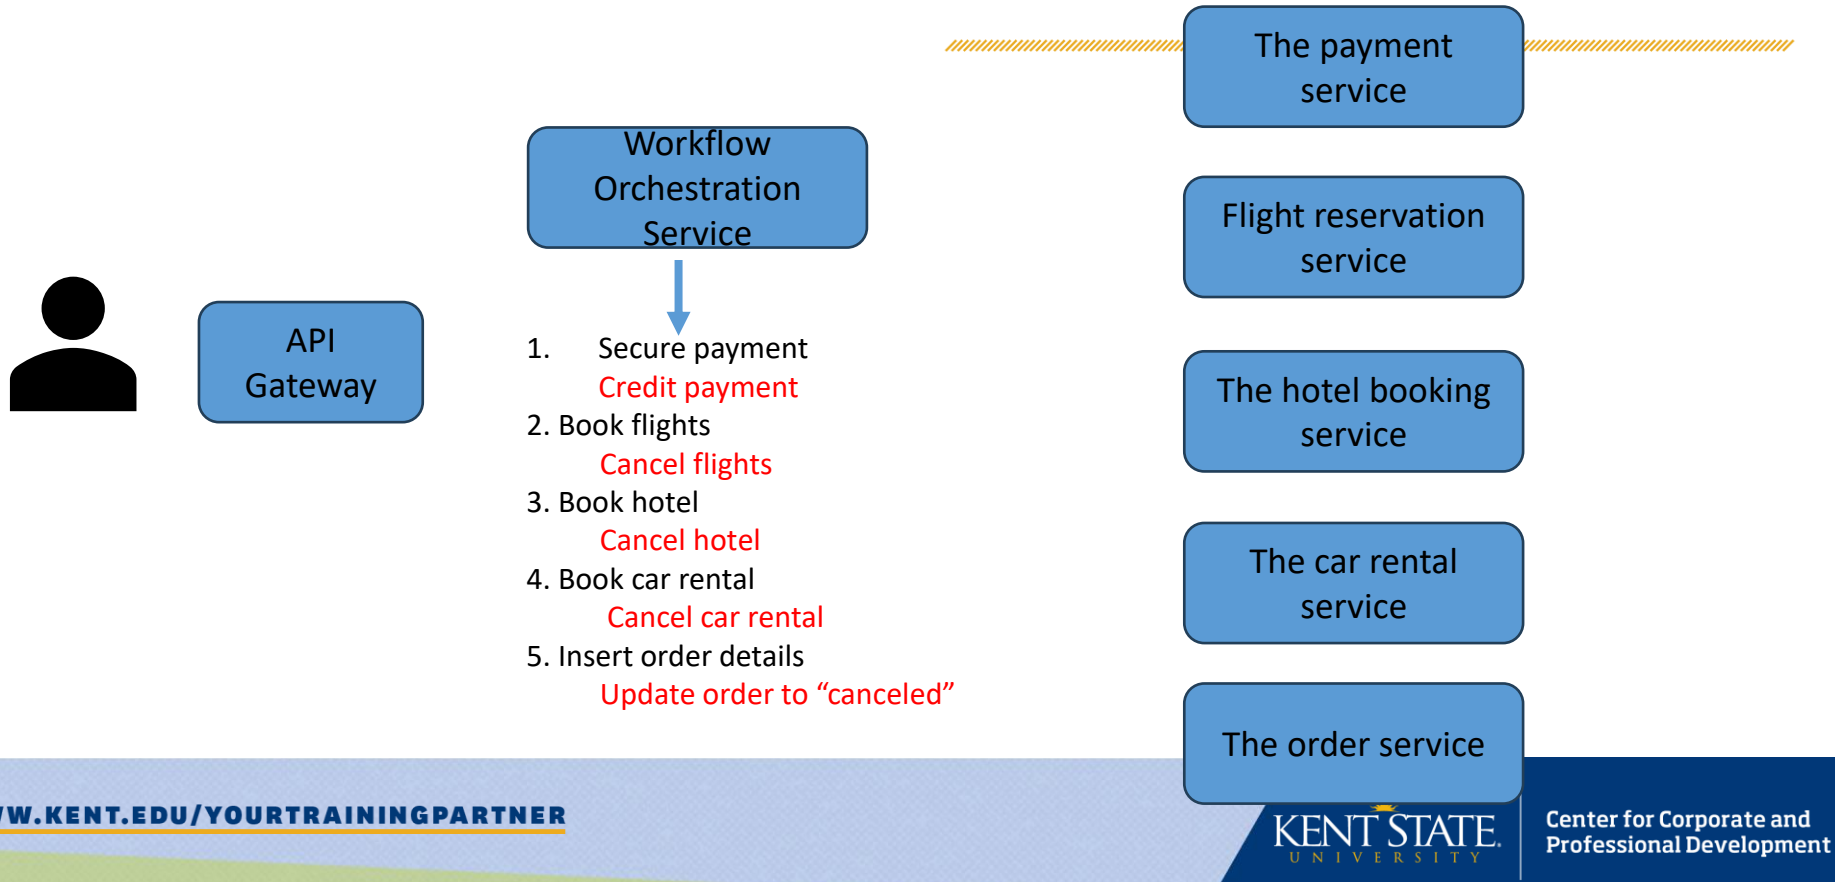 API
Gateway
Workflow
Orchestration
Service
1. Secure payment
Credit payment
2. Book flights
Cancel flights
3. Book hotel
Cancel hotel
4. Book car rental
Cancel car rental
5. Insert order details
Update order to “canceled”
The payment
service
Flight reservation
service
The hotel booking
service
The car rental
service
The order service
W.KENT.EDU/YOURTRAININGPARTNER
KENT STATE.
UNIVERSITY
Center for Corporate and
Professional Development